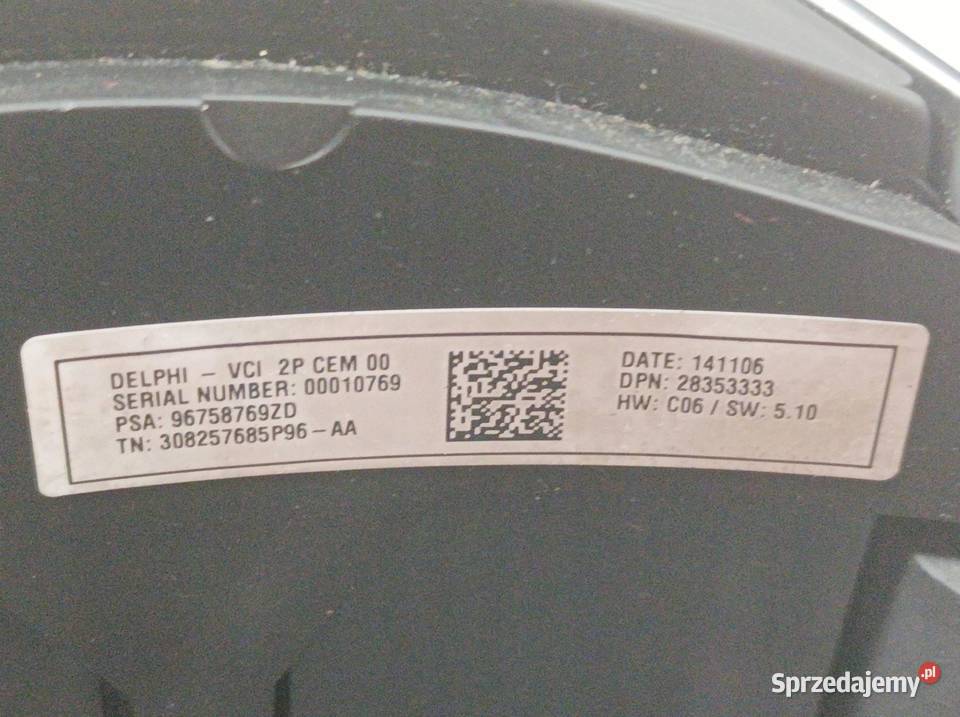 DELPHI - VCI 2P CEM 00
SERIAL NUMBER: 00010769
PSA: 96758769ZD
TN: 308257685P96-AA
DATE: 141106
DPN: 28353333
HW: C06 / SW: 5.10
Sprzedajemy.pl